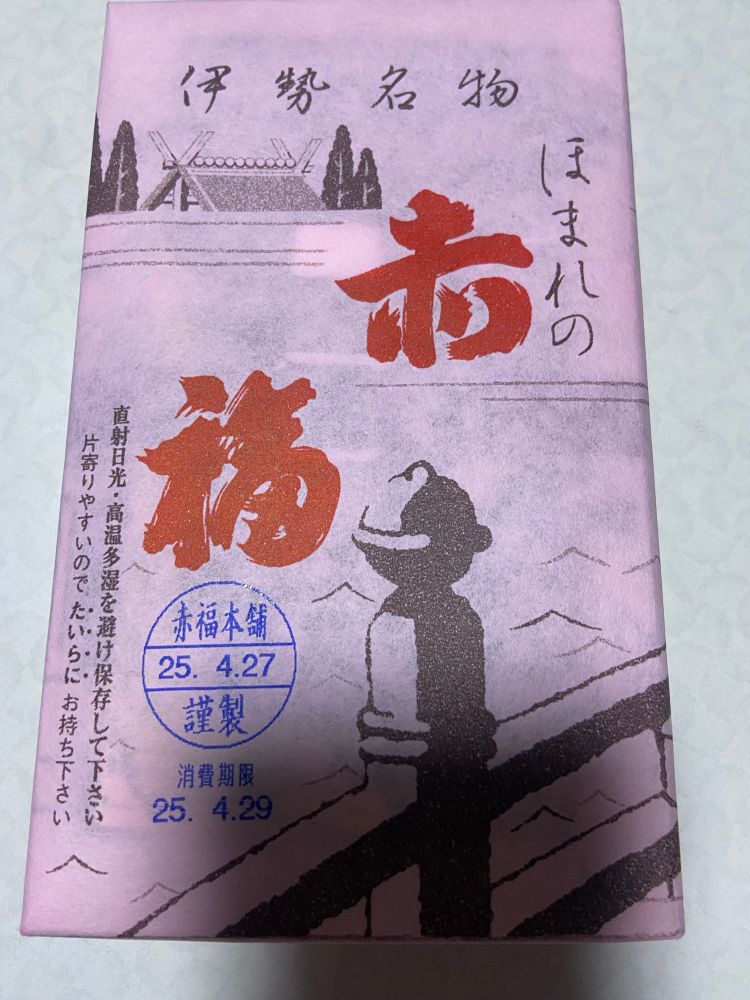 伊勢名物
ほまれの
赤
福
直射日光・高温多湿を避け保存して下さい
片寄りやすいのでたいらにお持ち下さい
赤福本舗
25. 4.27
謹製
消費期限
25. 4.29